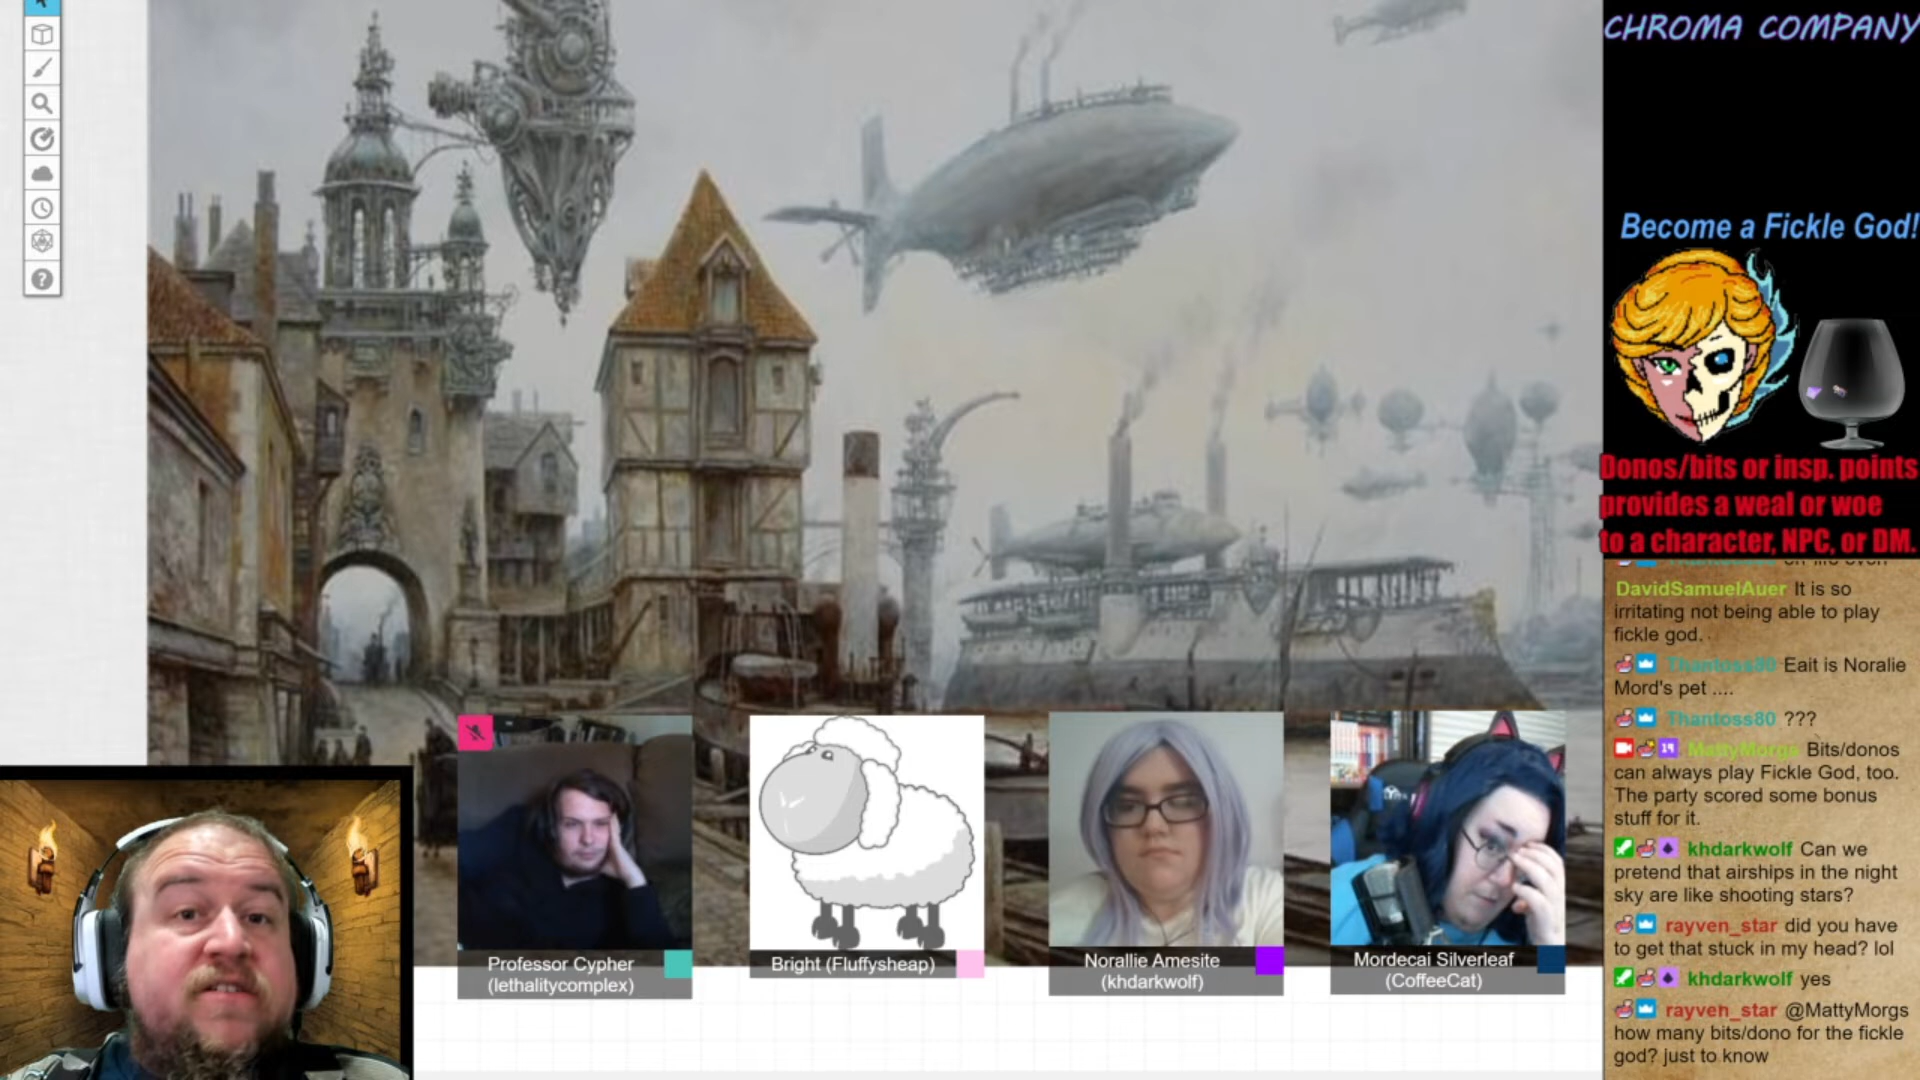 CHROMA COMPANY
Become a Fickle God!
Donos/bits or insp. points
provides a weal or woe
to a character, NPC, or DM.
DavidSamuelAuer It is so
irritating not being able to play
fickle god.
Thantoss80 Eait is Noralie
Mord's pet ....
Thantoss80 ???
19 MattyMorgs Bits/donos
can always play Fickle God, too.
The party scored some bonus
stuff for it.
khdarkwolf Can we
pretend that airships in the night
sky are like shooting stars?
rayven_star did you have
to get that stuck in my head? lol
khdarkwolf yes
rayven_star @MattyMorgs
how many bits/dono for the fickle
god? just to know
Professor Cypher
(lethalitycomplex)
Bright (Fluffysheap)
Norallie Amesite
(khdarkwolf)
Mordecai Silverleaf
(CoffeeCat)